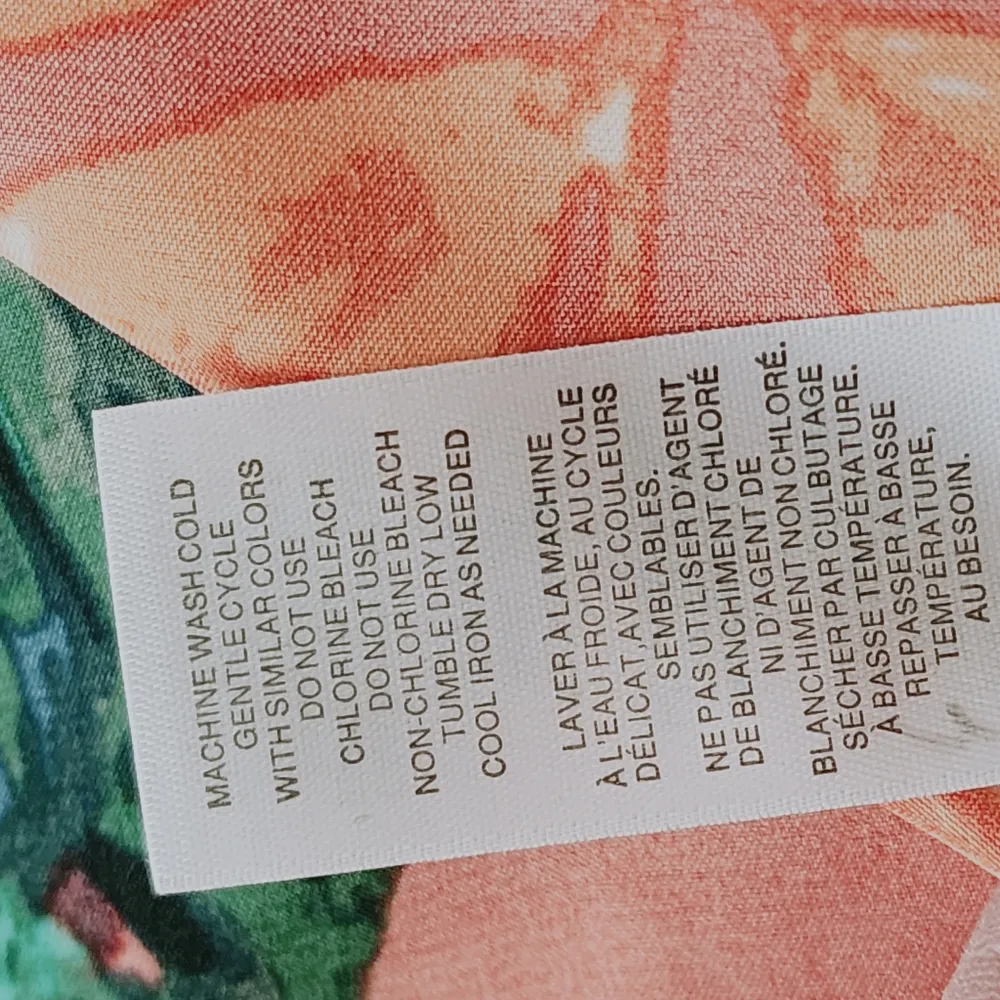 MACHINE WASH COLD
GENTLE CYCLE
WITH SIMILAR COLORS
DO NOT USE
CHLORINE BLEACH
DO NOT USE
NON-CHLORINE BLEACH
TUMBLE DRY LOW
COOL IRON AS NEEDED
LAVER À LA MACHINE
À L'EAU FROIDE, AU CYCLE
DÉLICAT, AVEC COULEURS
SEMBLABLES.
NE PAS UTILISER D'AGENT
DE BLANCHIMENT CHLORÉ
NI D'AGENT DE
BLANCHIMENT NON CHLORÉ.
SÉCHER PAR CULBUTAGE
À BASSE TEMPÉRATURE.
REPASSER À BASSE
TEMPÉRATURE,
AU BESOIN.